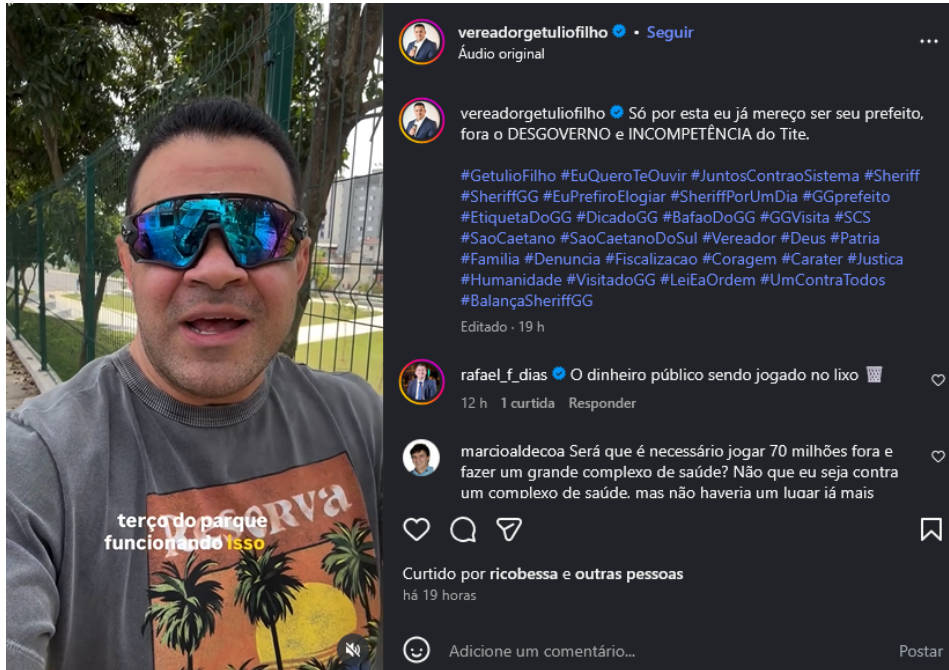 Reserva
terço do parque
funcionando isso
vereadorgetuliofilho • Seguir
Áudio original
vereadorgetuliofilho Só por esta eu já mereço ser seu prefeito,
fora o DESGOVERNO e INCOMPETÊNCIA do Tite.
#GetulioFilho #EuQueroTeOuvir #JuntosContraoSistema #Sheriff
#SheriffGG #EuPrefiroElogiar #SheriffPorUmDia #GGprefeito
#EtiquetaDoGG #DicadoGG #BafaoDoGG #GGVisita #SCS
#SaoCaetano #SaoCaetanoDoSul #Vereador #Deus #Patria
#Familia #Denuncia #Fiscalizacao #Coragem #Carater #Justica
#Humanidade #VisitadoGG #LeiEaOrdem #UmContraTodos
#BalançaSheriffGG
Editado · 19 h
rafael_f_dias O dinheiro público sendo jogado no lixo 🗑️
12 h 1 curtida Responder
marcioaldecoa Será que é necessário jogar 70 milhões fora e
fazer um grande complexo de saúde? Não que eu seja contra
um complexo de saúde, mas não haveria um lugar já mais
Curtido por ricobessa e outras pessoas
há 19 horas
Adicione um comentário...
Postar